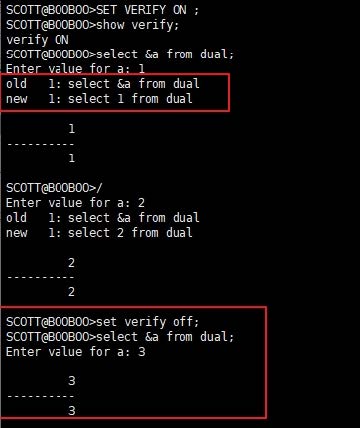 SCOTT@BOOBOO>SET VERIFY ON ;
SCOTT@BOOBOO>show verify;
verify ON
SCOTT@BOOBOO>select &a from dual;
Enter value for a: 1
old   1: select &a from dual
new   1: select 1 from dual
         1
----------
         1
SCOTT@BOOBOO>/
Enter value for a: 2
old   1: select &a from dual
new   1: select 2 from dual
         2
----------
         2
SCOTT@BOOBOO>set verify off;
SCOTT@BOOBOO>select &a from dual;
Enter value for a: 3
         3
----------
         3